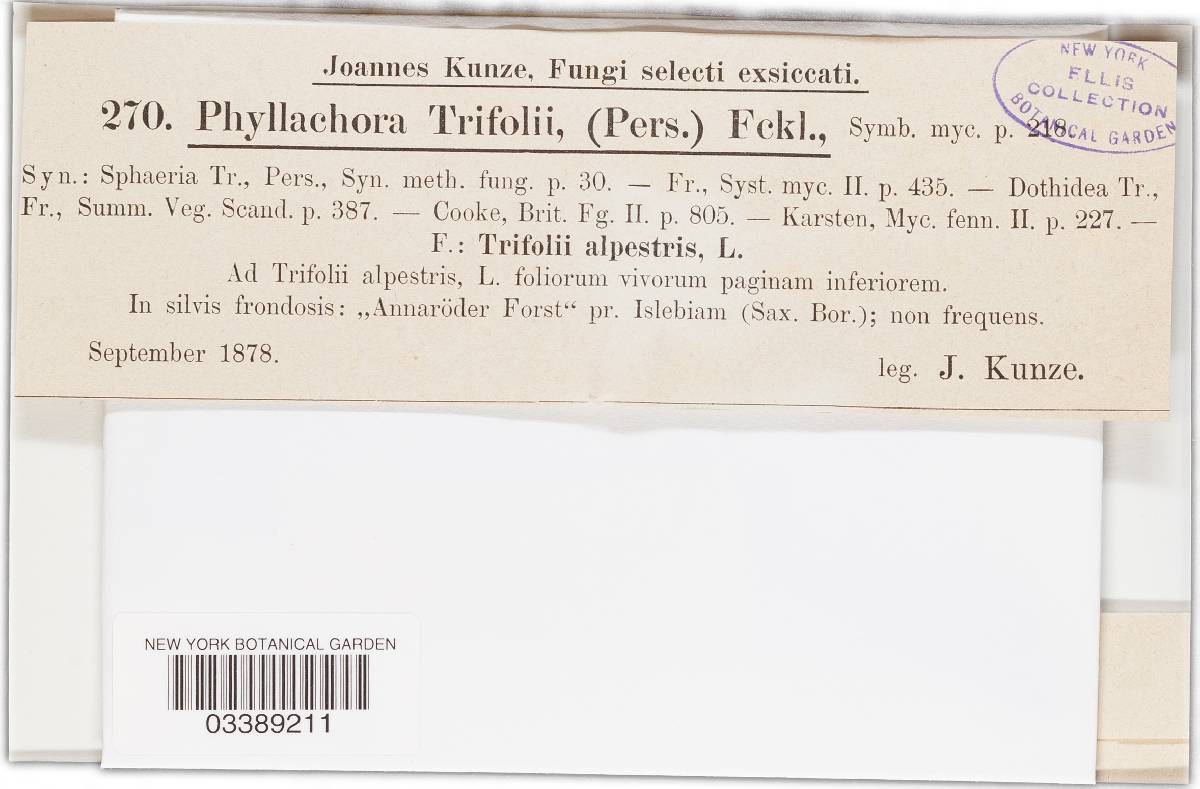 Joannes Kunze, Fungi selecti exsiccati.
270. Phyllachora Trifolii, (Pers.) Fckl., Symb. myc. p. 218.
NEW YORK
ELLIS
COLLECTION
BOTANICAL GARDEN
Syn.: Sphaeria Tr., Pers., Syn. meth. fung. p. 30. — Fr., Syst. myc. II. p. 435. — Dothidea Tr.,
Fr., Summ. Veg. Scand. p. 387. — Cooke, Brit. Fg. II. p. 805. — Karsten, Myc. fenn. II. p. 227. —
F.: Trifolii alpestris, L.
Ad Trifolii alpestris, L. foliorum vivorum paginam inferiorem.
In silvis frondosis: „Annaröder Forst“ pr. Islebiam (Sax. Bor.); non frequens.
September 1878.
leg. J. Kunze.
NEW YORK BOTANICAL GARDEN
03389211